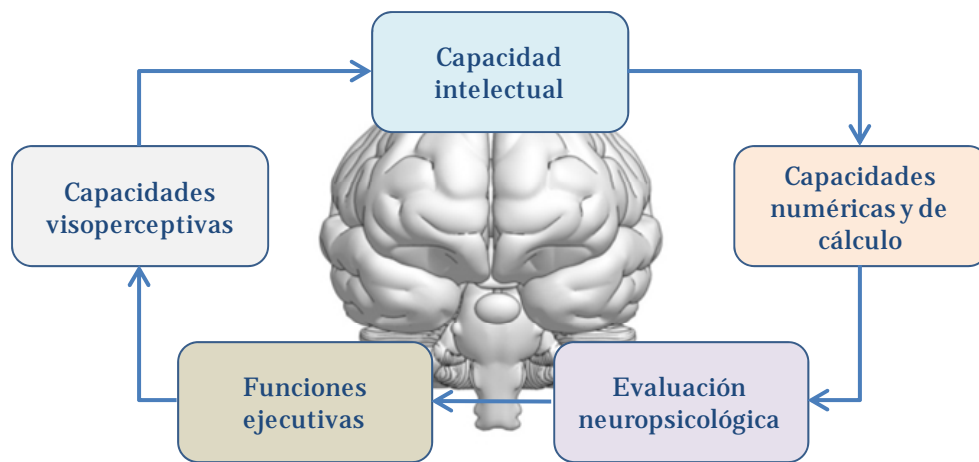 Capacidad
intelectual
Capacidades
numéricas y de
cálculo
Evaluación
neuropsicológica
Funciones
ejecutivas
Capacidades
visoperceptivas